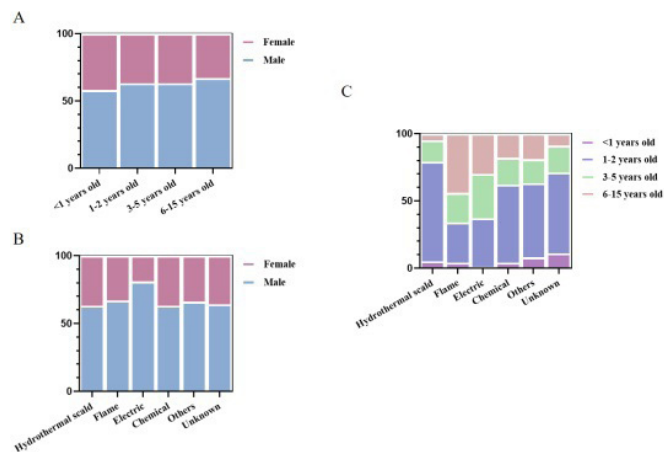 A
100
50
0
Female
Male
<1 years old
1-2 years old
3-5 years old
6-15 years old
B
100
50
0
Female
Male
Hydrothermal scald
Flame
Electric
Chemical
Others
Unknown
C
100
50
0
<1 years old
1-2 years old
3-5 years old
6-15 years old
Hydrothermal scald
Flame
Electric
Chemical
Others
Unknown